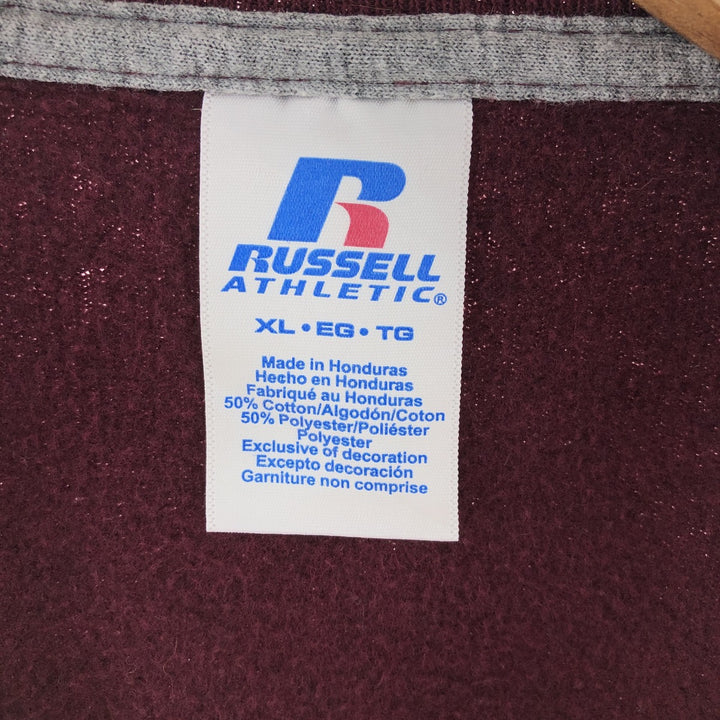 R
RUSSELL
ATHLETIC®
XL • EG • TG
Made in Honduras
Hecho en Honduras
Fabriqué au Honduras
50% Cotton/Algodón/Coton
50% Polyester/Poliéster
Polyester
Exclusive of decoration
Excepto decoración
Garniture non comprise